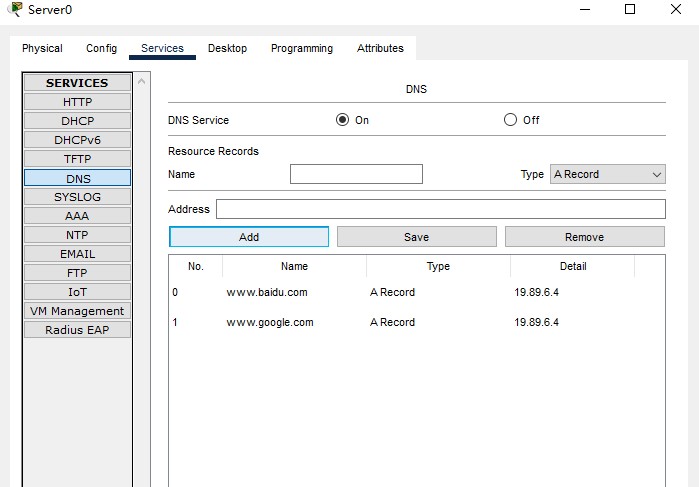 Server0
Physical Config Services Desktop Programming Attributes
SERVICES
HTTP
DHCP
DHCPv6
TFTP
DNS
SYSLOG
AAA
NTP
EMAIL
FTP
IoT
VM Management
Radius EAP
DNS
DNS Service On Off
Resource Records
Name Type A Record
Address
Add Save Remove
No. Name Type Detail
0 www.baidu.com A Record 19.89.6.4
1 www.google.com A Record 19.89.6.4